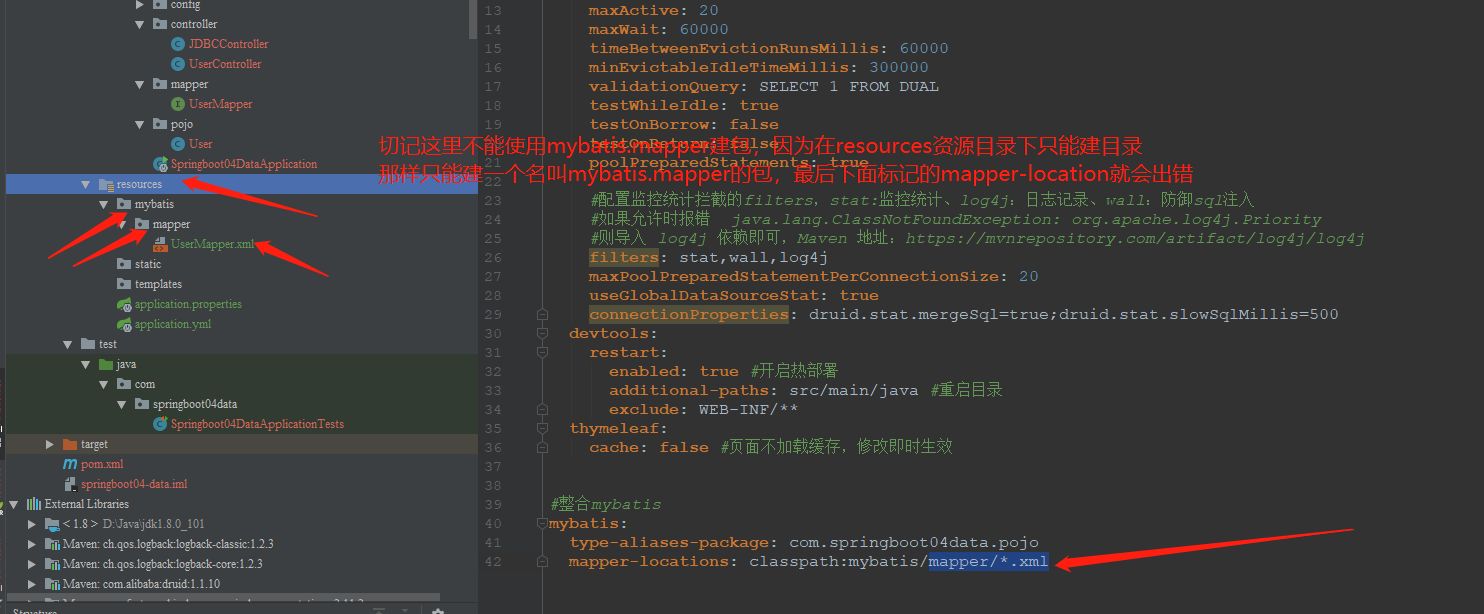 config
controller
JDBCController
UserController
mapper
UserMapper
pojo
User
Springboot04DataApplication
resources
mybatis
mapper
UserMapper.xml
static
templates
application.properties
application.yml
test
java
com
springboot04data
Springboot04DataApplicationTests
target
pom.xml
springboot04-data.iml
External Libraries
< 1.8 > D:\Java\jdk1.8.0_101
Maven: ch.qos.logback:logback-classic:1.2.3
Maven: ch.qos.logback:logback-core:1.2.3
Maven: com.alibaba:druid:1.1.10
Structure
13 maxActive: 20
14 maxWait: 60000
15 timeBetweenEvictionRunsMillis: 60000
16 minEvictableIdleTimeMillis: 300000
17 validationQuery: SELECT 1 FROM DUAL
18 testWhileIdle: true
19 testOnBorrow: false
切记这里不能使用mybatis.mapper建包，因为在resources资源目录下只能建目录
testOnReturn: false
21 poolPreparedStatements: true
那样只能建一个名叫mybatis.mapper的包，最后下面标记的mapper-location就会出错
22
23 #配置监控统计拦截的filters，stat:监控统计、log4j：日志记录、wall：防御sql注入
24 #如果允许时报错 java.lang.ClassNotFoundException: org.apache.log4j.Priority
25 #则导入 log4j 依赖即可，Maven 地址：https://mvnrepository.com/artifact/log4j/log4j
26 filters: stat,wall,log4j
27 maxPoolPreparedStatementPerConnectionSize: 20
28 useGlobalDataSourceStat: true
29 connectionProperties: druid.stat.mergeSql=true;druid.stat.slowSqlMillis=500
30 devtools:
31 restart:
32 enabled: true #开启热部署
33 additional-paths: src/main/java #重启目录
34 exclude: WEB-INF/**
35 thymeleaf:
36 cache: false #页面不加载缓存，修改即时生效
37
38
39 #整合mybatis
40 mybatis:
41 type-aliases-package: com.springboot04data.pojo
42 mapper-locations: classpath:mybatis/mapper/*.xml